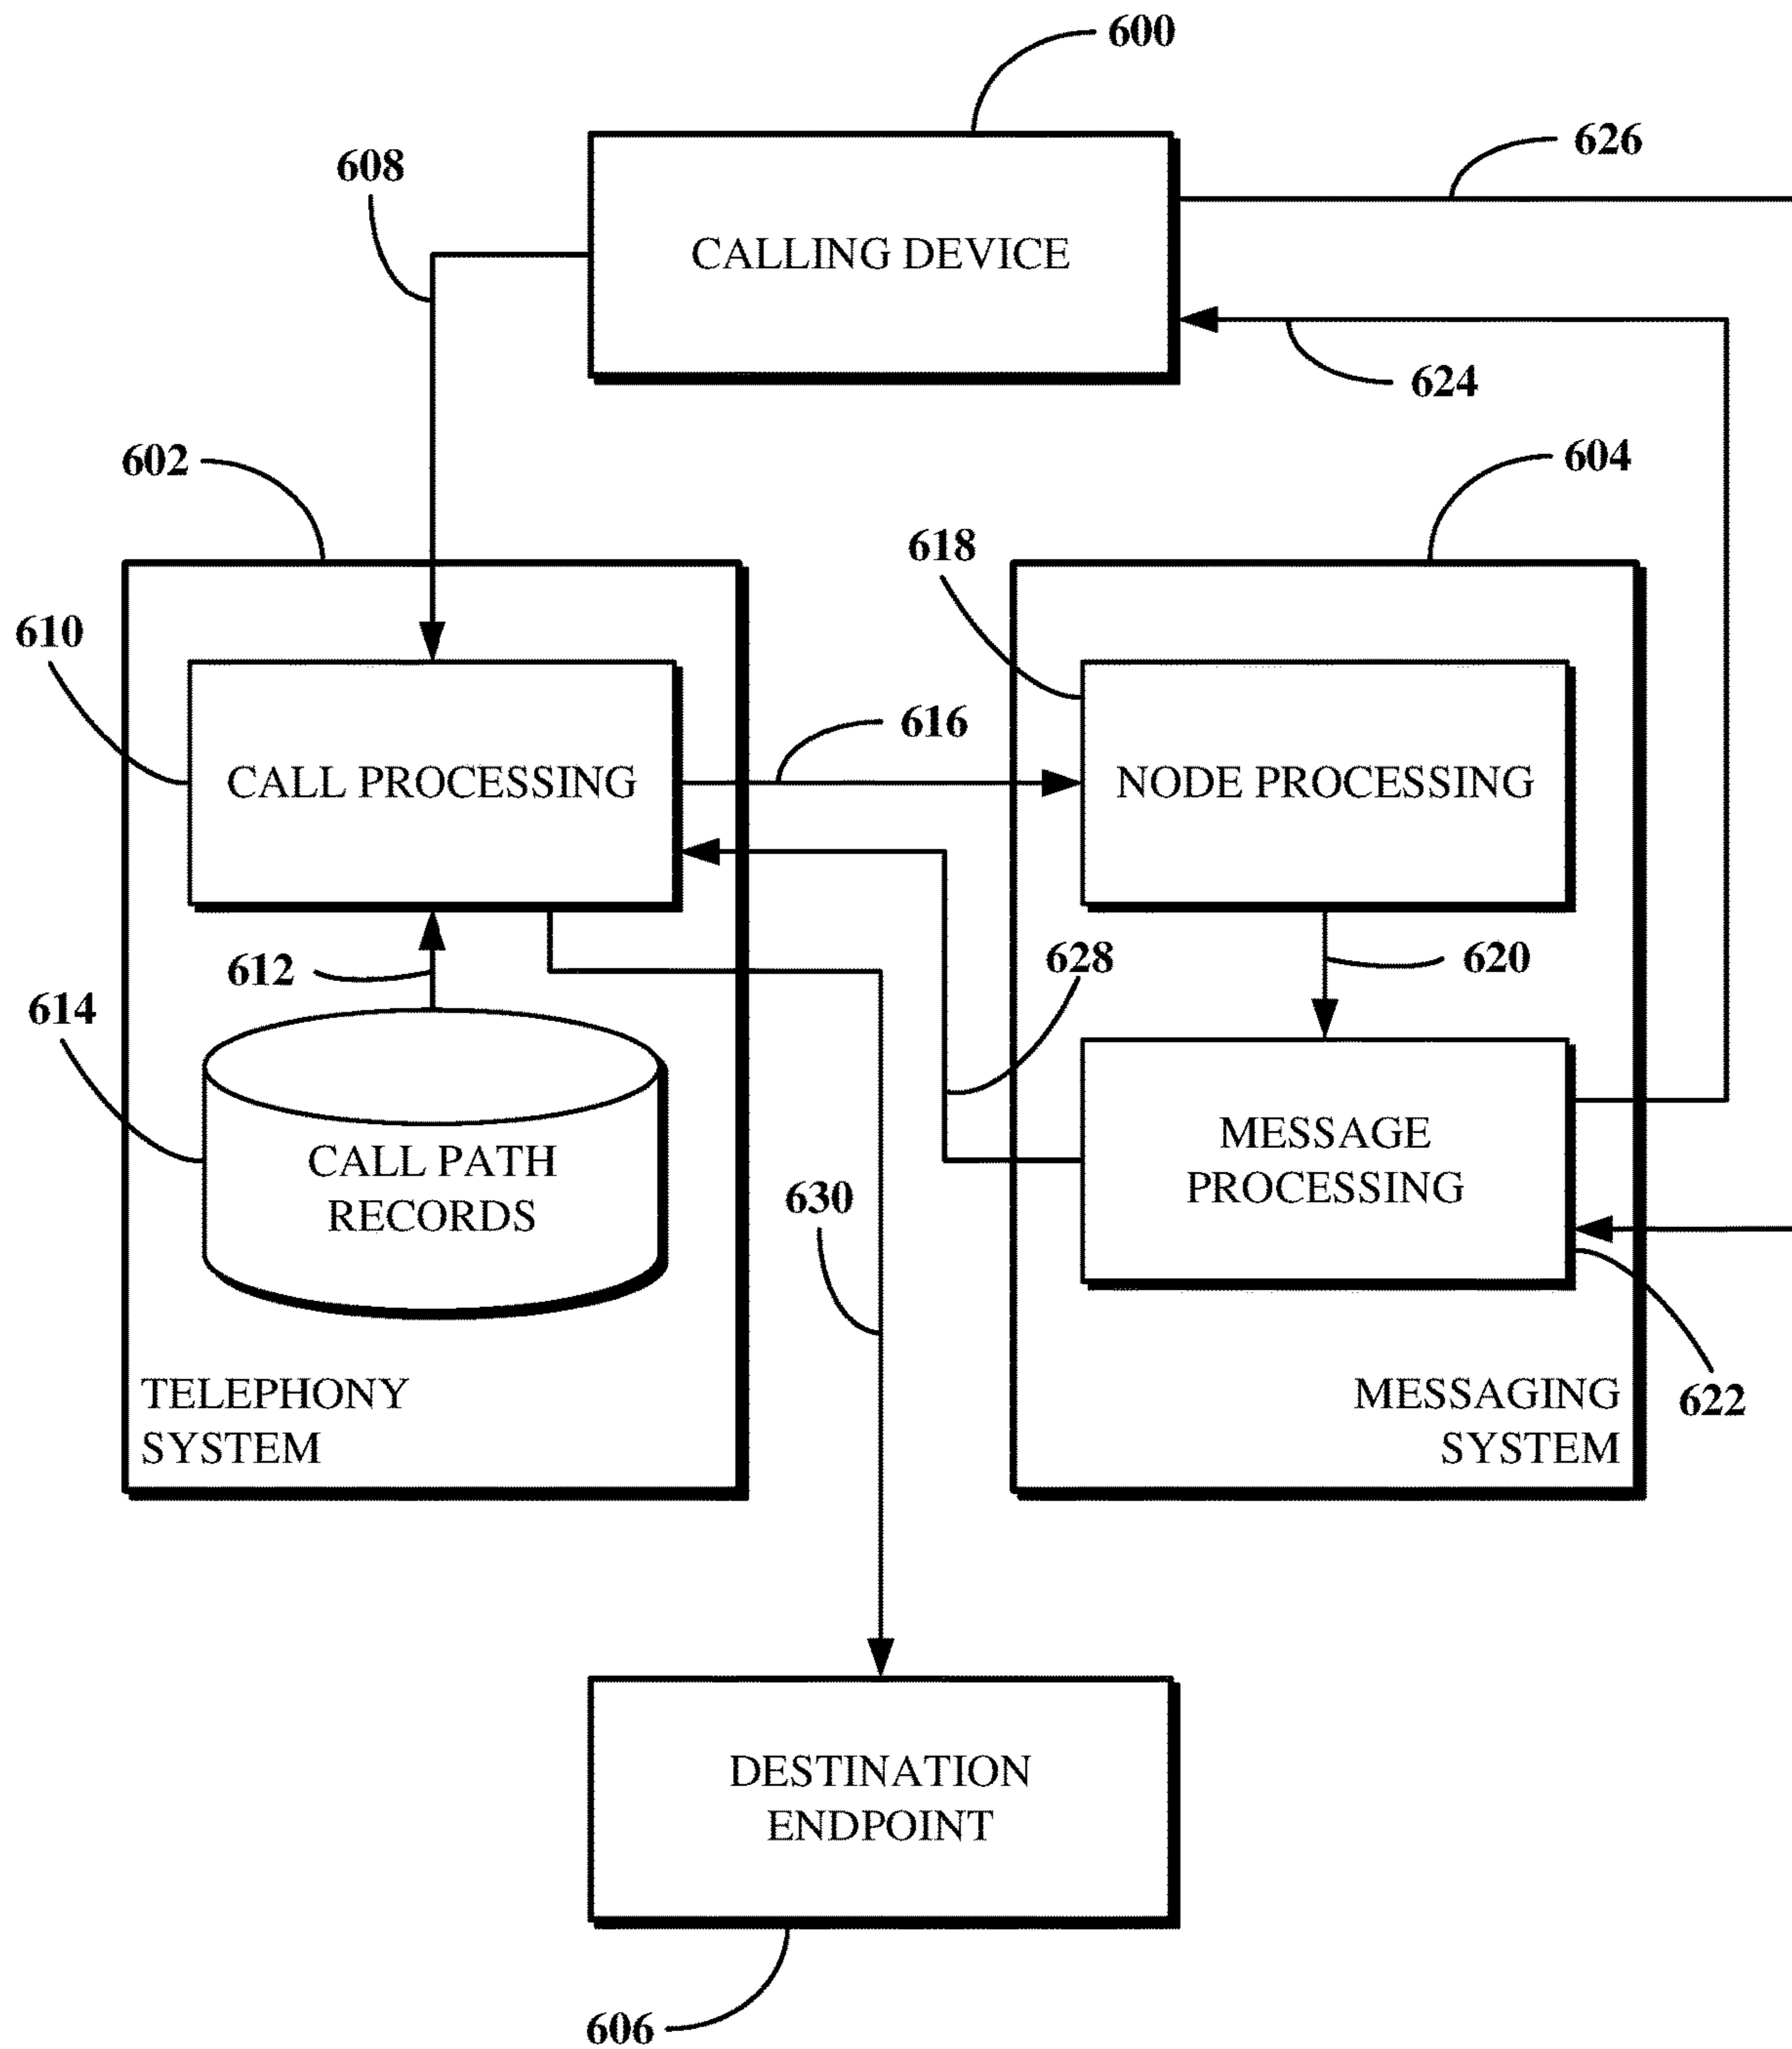 600
626
608
CALLING DEVICE
624
602
604
618
610
616
CALL PROCESSING
NODE PROCESSING
612
628
620
614
MESSAGE
PROCESSING
CALL PATH
RECORDS
630
TELEPHONY
SYSTEM
MESSAGING
SYSTEM
622
DESTINATION
ENDPOINT
606